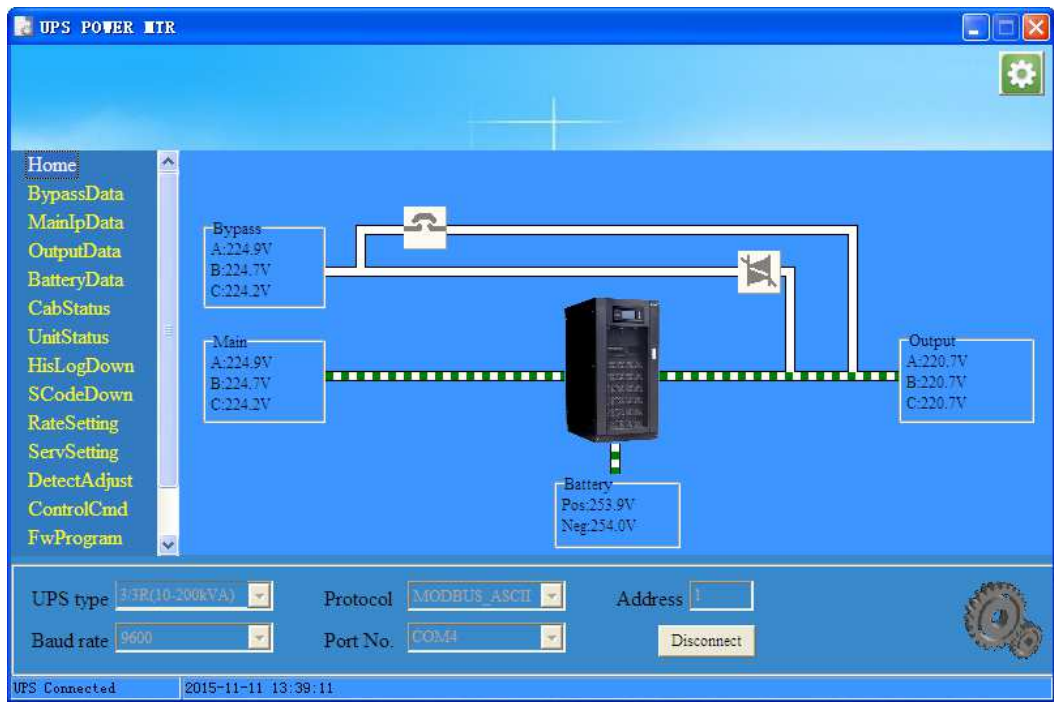 UPS POWER MTR
Home
BypassData
MainIpData
OutputData
BatteryData
CabStatus
UnitStatus
HisLogDown
SCodeDown
RateSetting
ServSetting
DetectAdjust
ControlCmd
FwProgram
Bypass
A:224.9V
B:224.7V
C:224.2V
Main
A:224.9V
B:224.7V
C:224.2V
Output
A:220.7V
B:220.7V
C:220.7V
Battery
Pos:253.9V
Neg:254.0V
UPS type 3/3R(10-200kVA) Protocol MODBUS_ASCII Address 1
Baud rate 9600 Port No. COM4 Disconnect
UPS Connected 2015-11-11 13:39:11